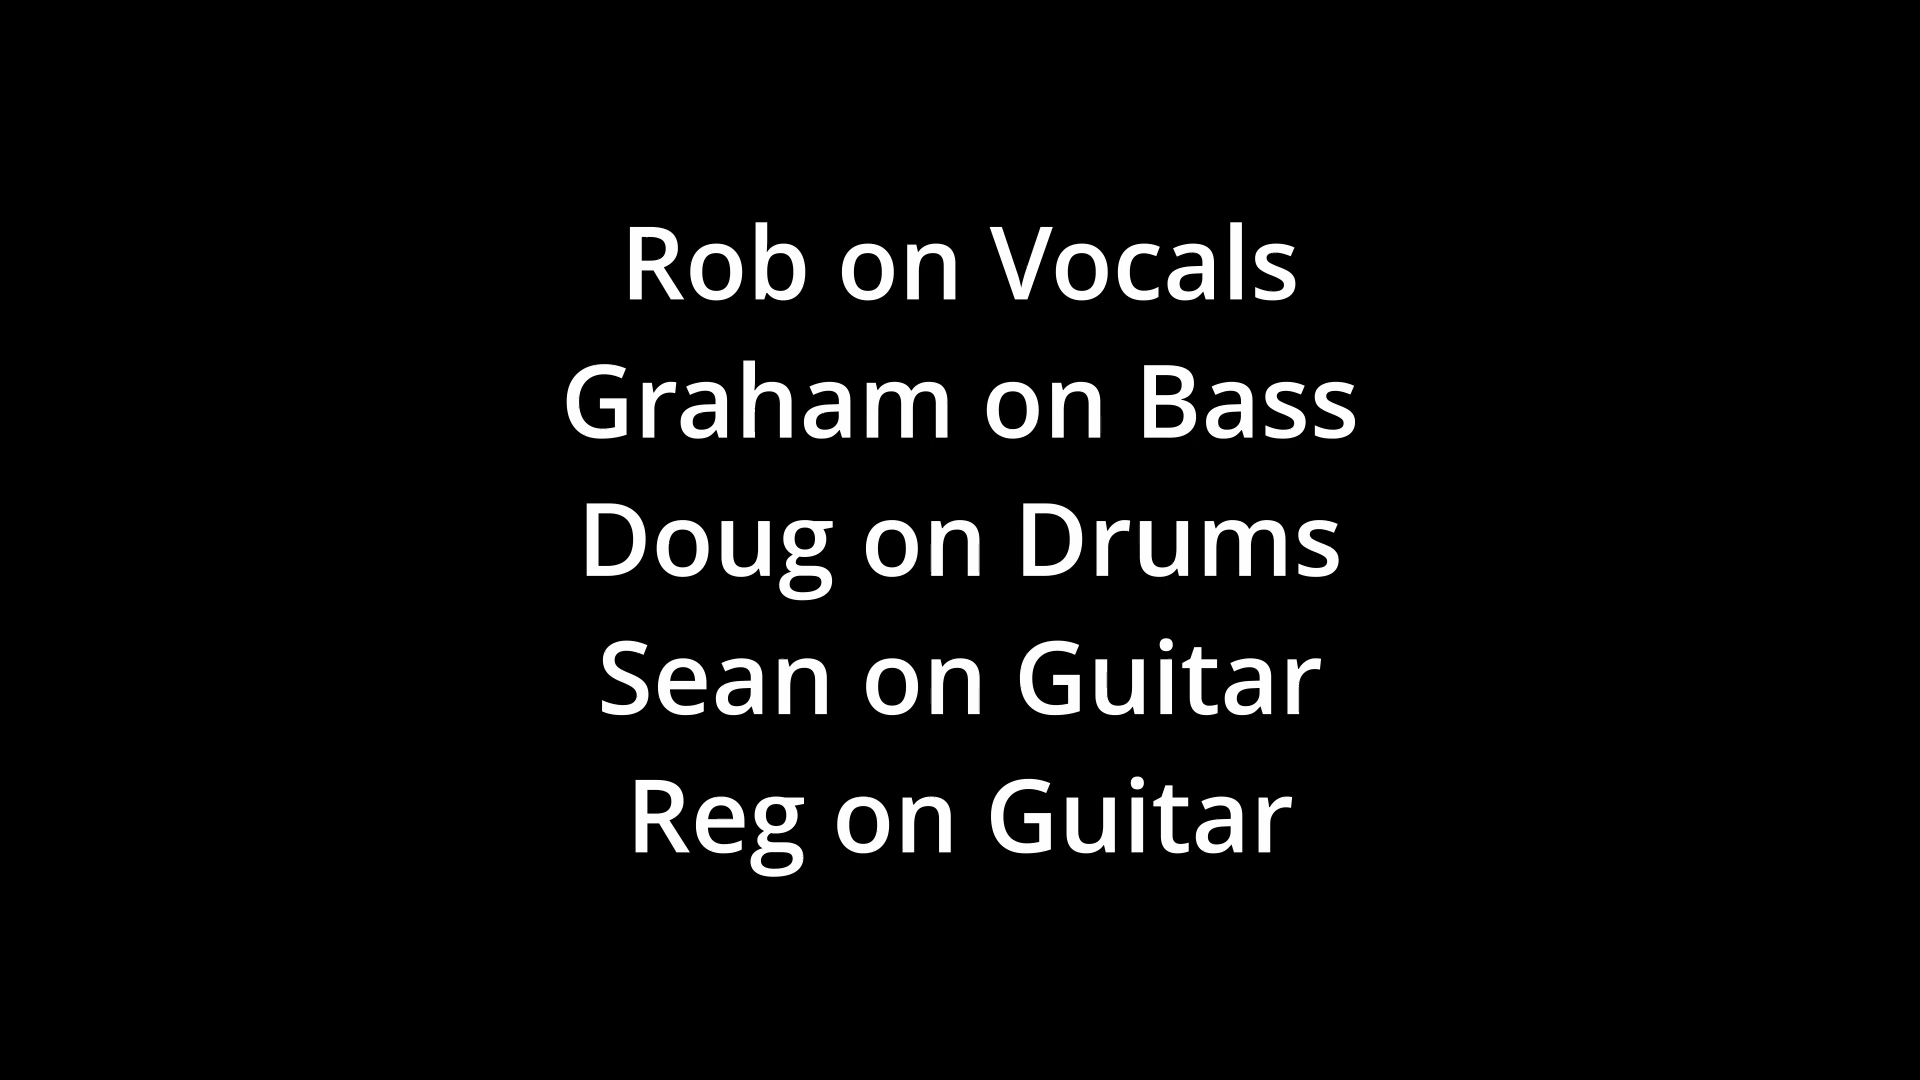 Rob on Vocals
Graham on Bass
Doug on Drums
Sean on Guitar
Reg on Guitar